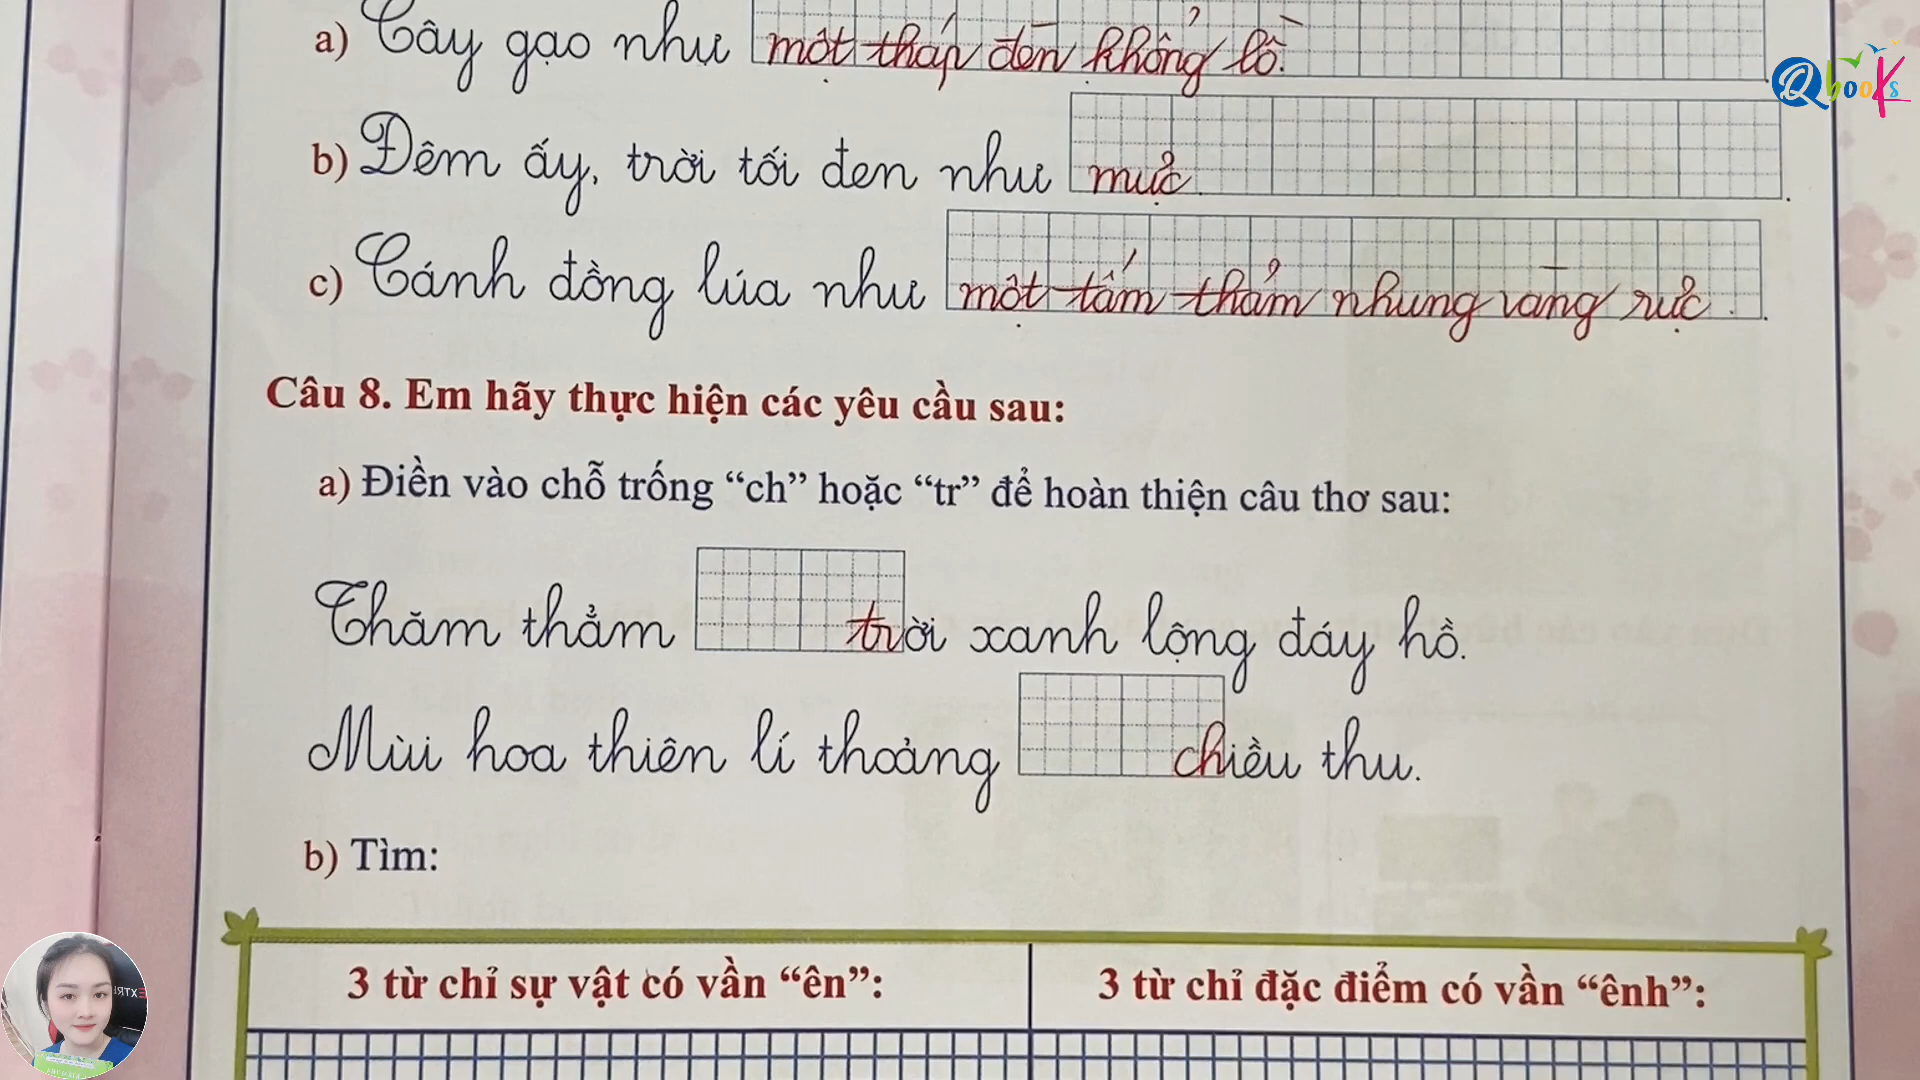 a) Cây gạo như một tháp đèn khổng lồ.
Qbooks
b) Đêm ấy, trời tối đen như mực.
c) Cánh đồng lúa như một tấm thảm nhung vàng rực.
Câu 8. Em hãy thực hiện các yêu cầu sau:
a) Điền vào chỗ trống “ch” hoặc “tr” để hoàn thiện câu thơ sau:
Thăm thẳm trời xanh lộng đáy hồ.
Mùi hoa thiên lí thoảng chiều thu.
b) Tìm:
3 từ chỉ sự vật có vần “ên”:
3 từ chỉ đặc điểm có vần “ênh”: